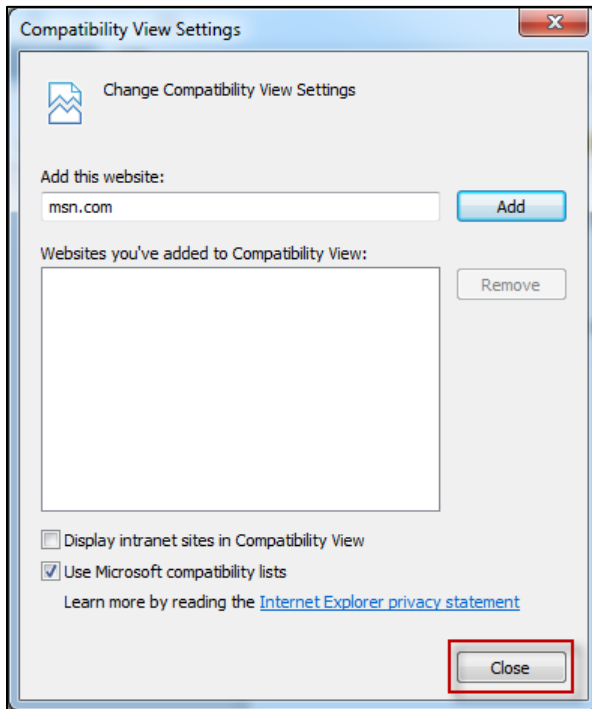 Compatibility View Settings
Change Compatibility View Settings
Add this website:
msn.com
Add
Websites you've added to Compatibility View:
Remove
Display intranet sites in Compatibility View
Use Microsoft compatibility lists
Learn more by reading the Internet Explorer privacy statement
Close